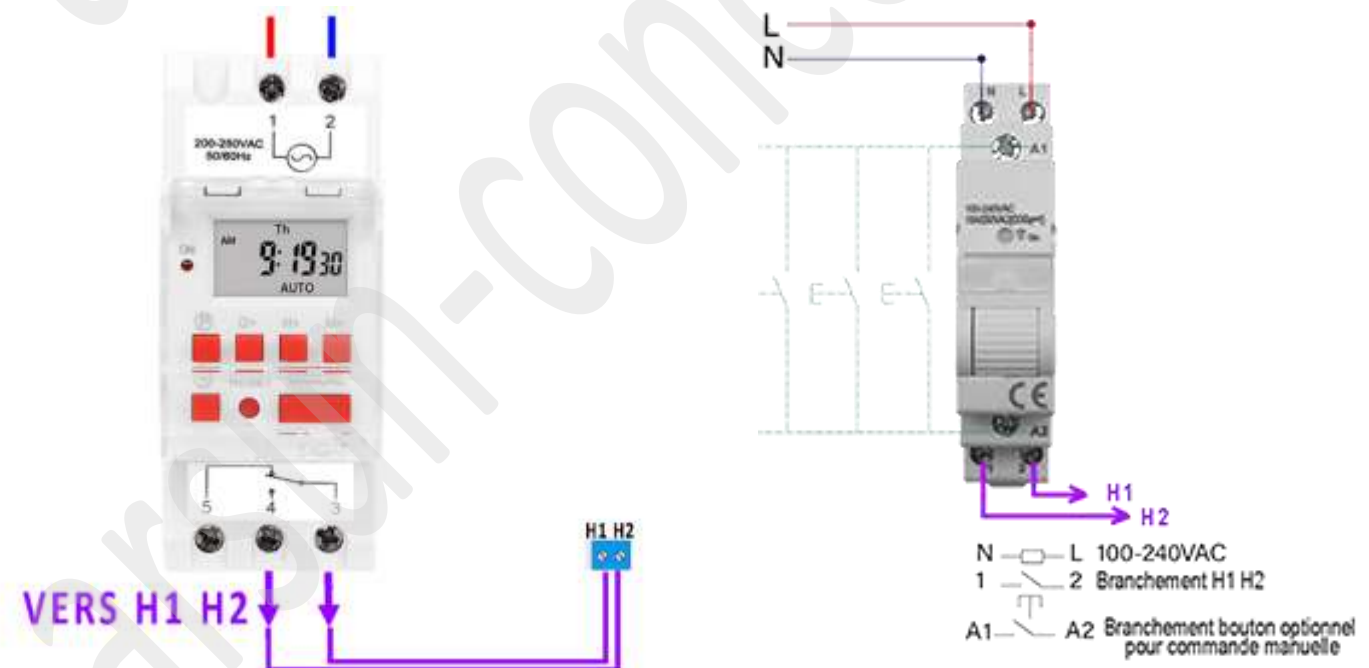 L
N
N L
1 2
200-250VAC
50/60Hz
A1
100-240VAC
Th
AM
9:19 30
AUTO
On
CE
A2
5 4 3
H1 H2
H1
H2
VERS H1 H2
N L 100-240VAC
1 2 Branchement H1 H2
A1 A2 Branchement bouton optionnel
pour commande manuelle